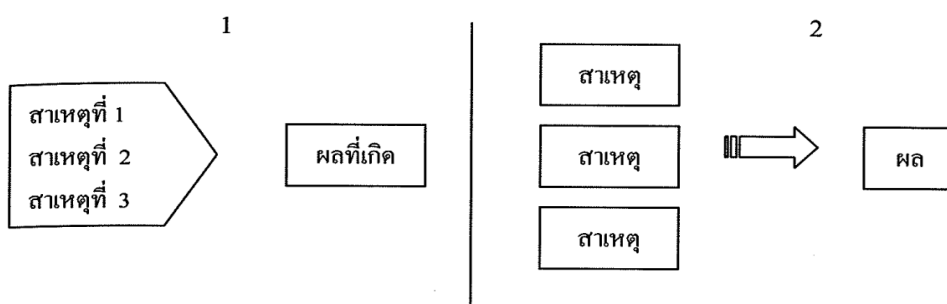 1
สาเหตุที่ 1
สาเหตุที่ 2
สาเหตุที่ 3
ผลที่เกิด
2
สาเหตุ
สาเหตุ
สาเหตุ
ผล